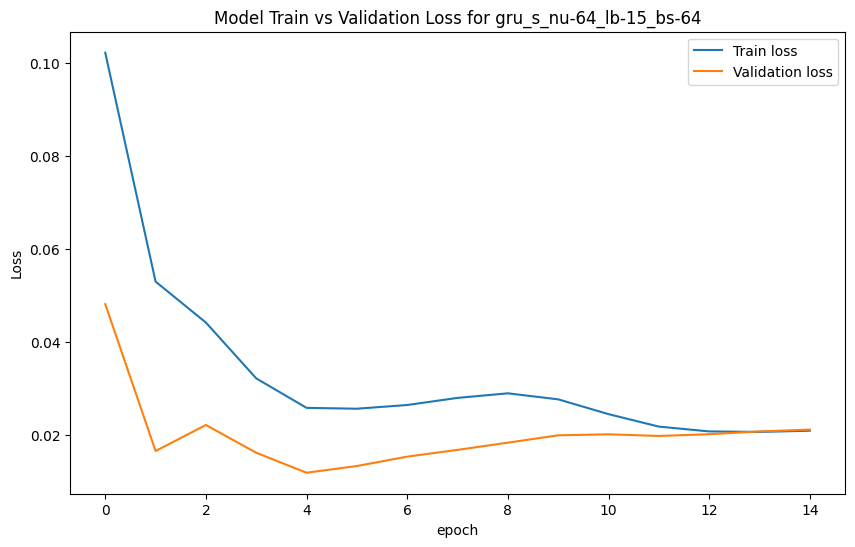 Model Train vs Validation Loss for gru_s_nu-64_lb-15_bs-64
Train loss
Validation loss
0.10
0.08
0.06
0.04
0.02
Loss
0
2
4
6
8
10
12
14
epoch